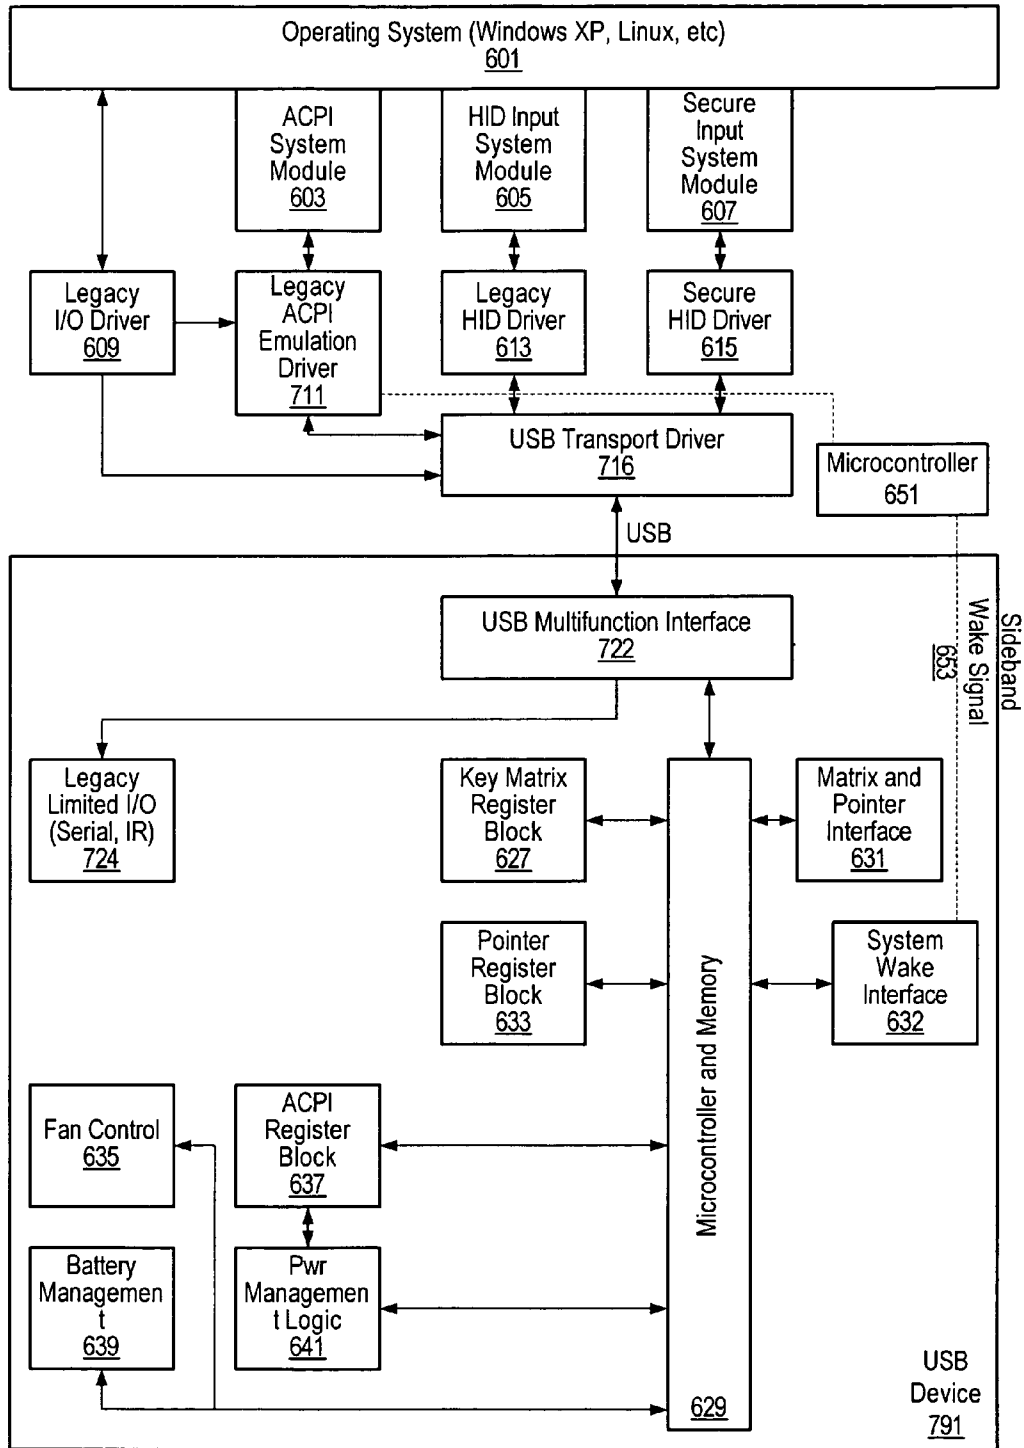 Operating System (Windows XP, Linux, etc)
601
ACPI
System
Module
603
HID Input
System
Module
605
Secure
Input
System
Module
607
Legacy
I/O Driver
609
Legacy
ACPI
Emulation
Driver
711
Legacy
HID Driver
613
Secure
HID Driver
615
USB Transport Driver
716
Microcontroller
651
USB
USB Multifunction Interface
722
Sideband
Wake Signal
653
Legacy
Limited I/O
(Serial, IR)
724
Key Matrix
Register
Block
627
Matrix and
Pointer
Interface
631
Pointer
Register
Block
633
System
Wake
Interface
632
Microcontroller and Memory
629
Fan Control
635
ACPI
Register
Block
637
Battery
Managemen
t
639
Pwr
Managemen
t Logic
641
USB
Device
791